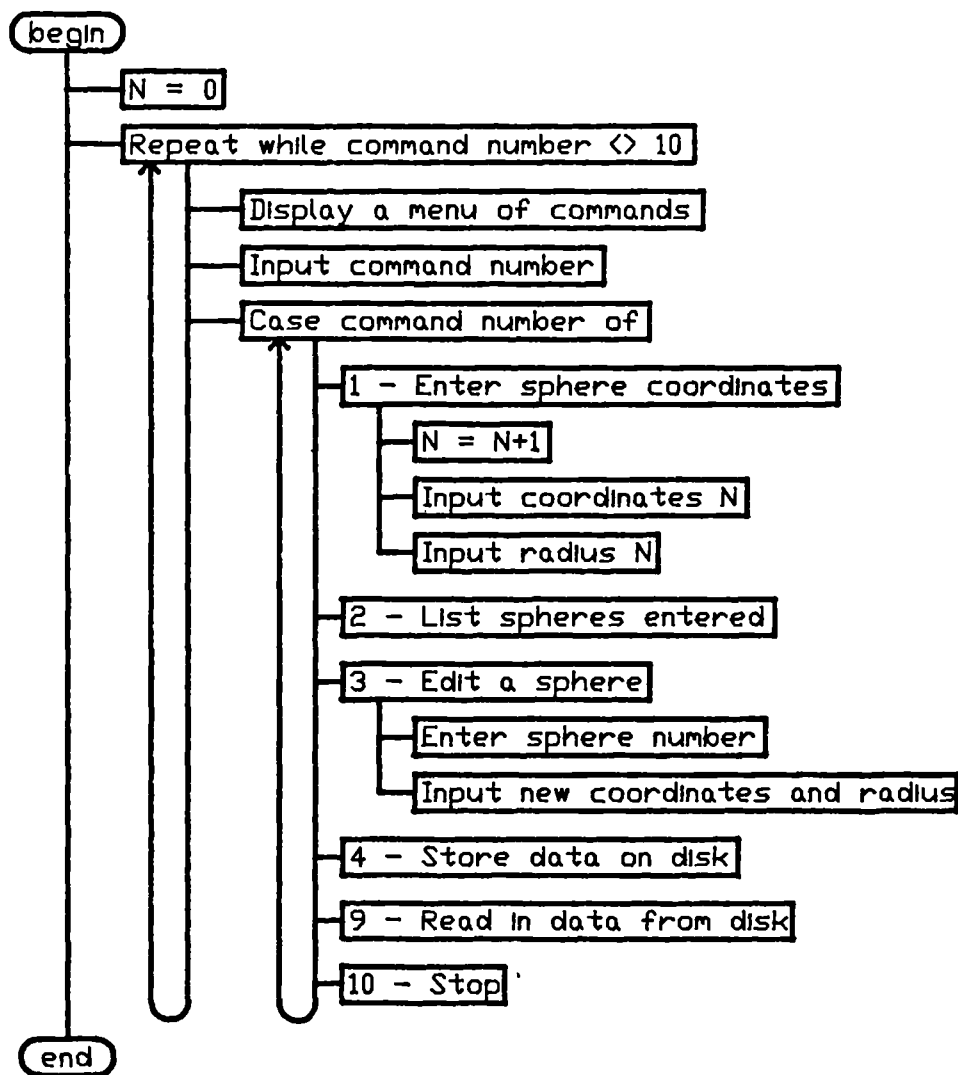 begin
N = 0
Repeat while command number <> 10
Display a menu of commands
Input command number
Case command number of
1 - Enter sphere coordinates
N = N+1
Input coordinates N
Input radius N
2 - List spheres entered
3 - Edit a sphere
Enter sphere number
Input new coordinates and radius
4 - Store data on disk
9 - Read in data from disk
10 - Stop
end